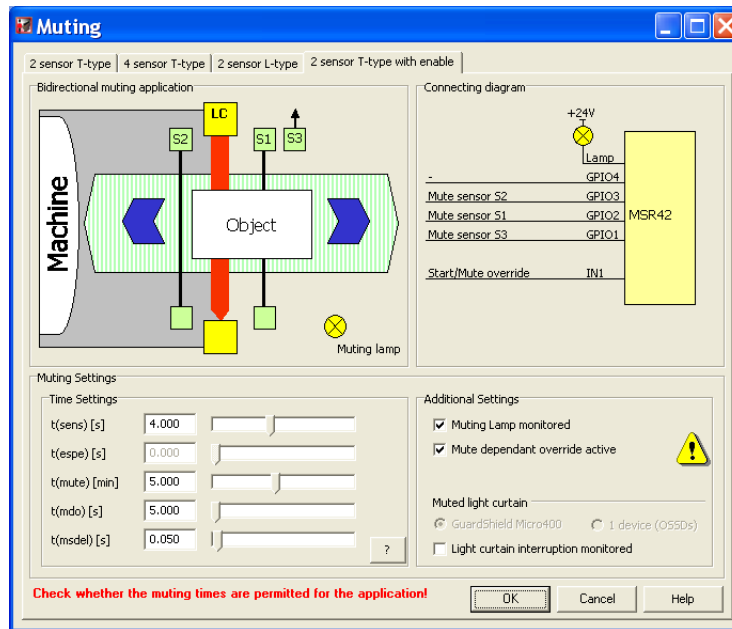 Muting
2 sensor T-type
4 sensor T-type
2 sensor L-type
2 sensor T-type with enable
Bidirectional muting application
LC
S2
S1
S3
Machine
Object
Muting lamp
Connecting diagram
+24V
Lamp
- GPIO4
Mute sensor S2 GPIO3
Mute sensor S1 GPIO2
MSR42
Mute sensor S3 GPIO1
Start/Mute override IN1
Muting Settings
Time Settings
t(sens) [s] 4.000
t(espe) [s] 0.000
t(mute) [min] 5.000
t(mdo) [s] 5.000
t(msdel) [s] 0.050
?
Additional Settings
Muting Lamp monitored
Mute dependant override active
Muted light curtain
GuardShield Micro400
1 device (OSSDs)
Light curtain interruption monitored
Check whether the muting times are permitted for the application!
OK
Cancel
Help